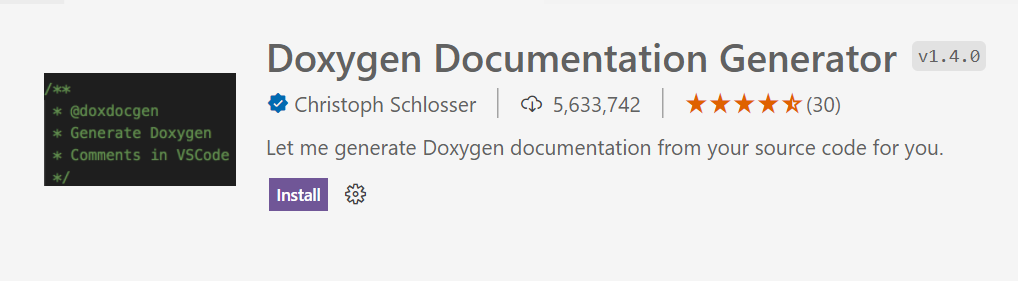 Doxygen Documentation Generator v1.4.0
/**
* @doxdocgen
* Generate Doxygen
* Comments in VSCode
*/
Christoph Schlosser 5,633,742 (30)
Let me generate Doxygen documentation from your source code for you.
Install